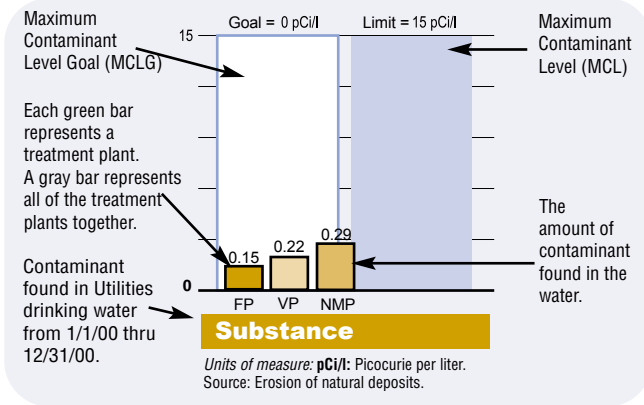 Maximum
Contaminant
Level Goal (MCLG)
Goal = 0 pCi/l
Limit = 15 pCi/l
Maximum
Contaminant
Level (MCL)
15
Each green bar
represents a
treatment plant.
A gray bar represents
all of the treatment
plants together.
The
amount of
contaminant
found in the
water.
0.15
0.22
0.29
0
FP
VP
NMP
Contaminant
found in Utilities
drinking water
from 1/1/00 thru
12/31/00.
Substance
Units of measure: pCi/l: Picocurie per liter.
Source: Erosion of natural deposits.